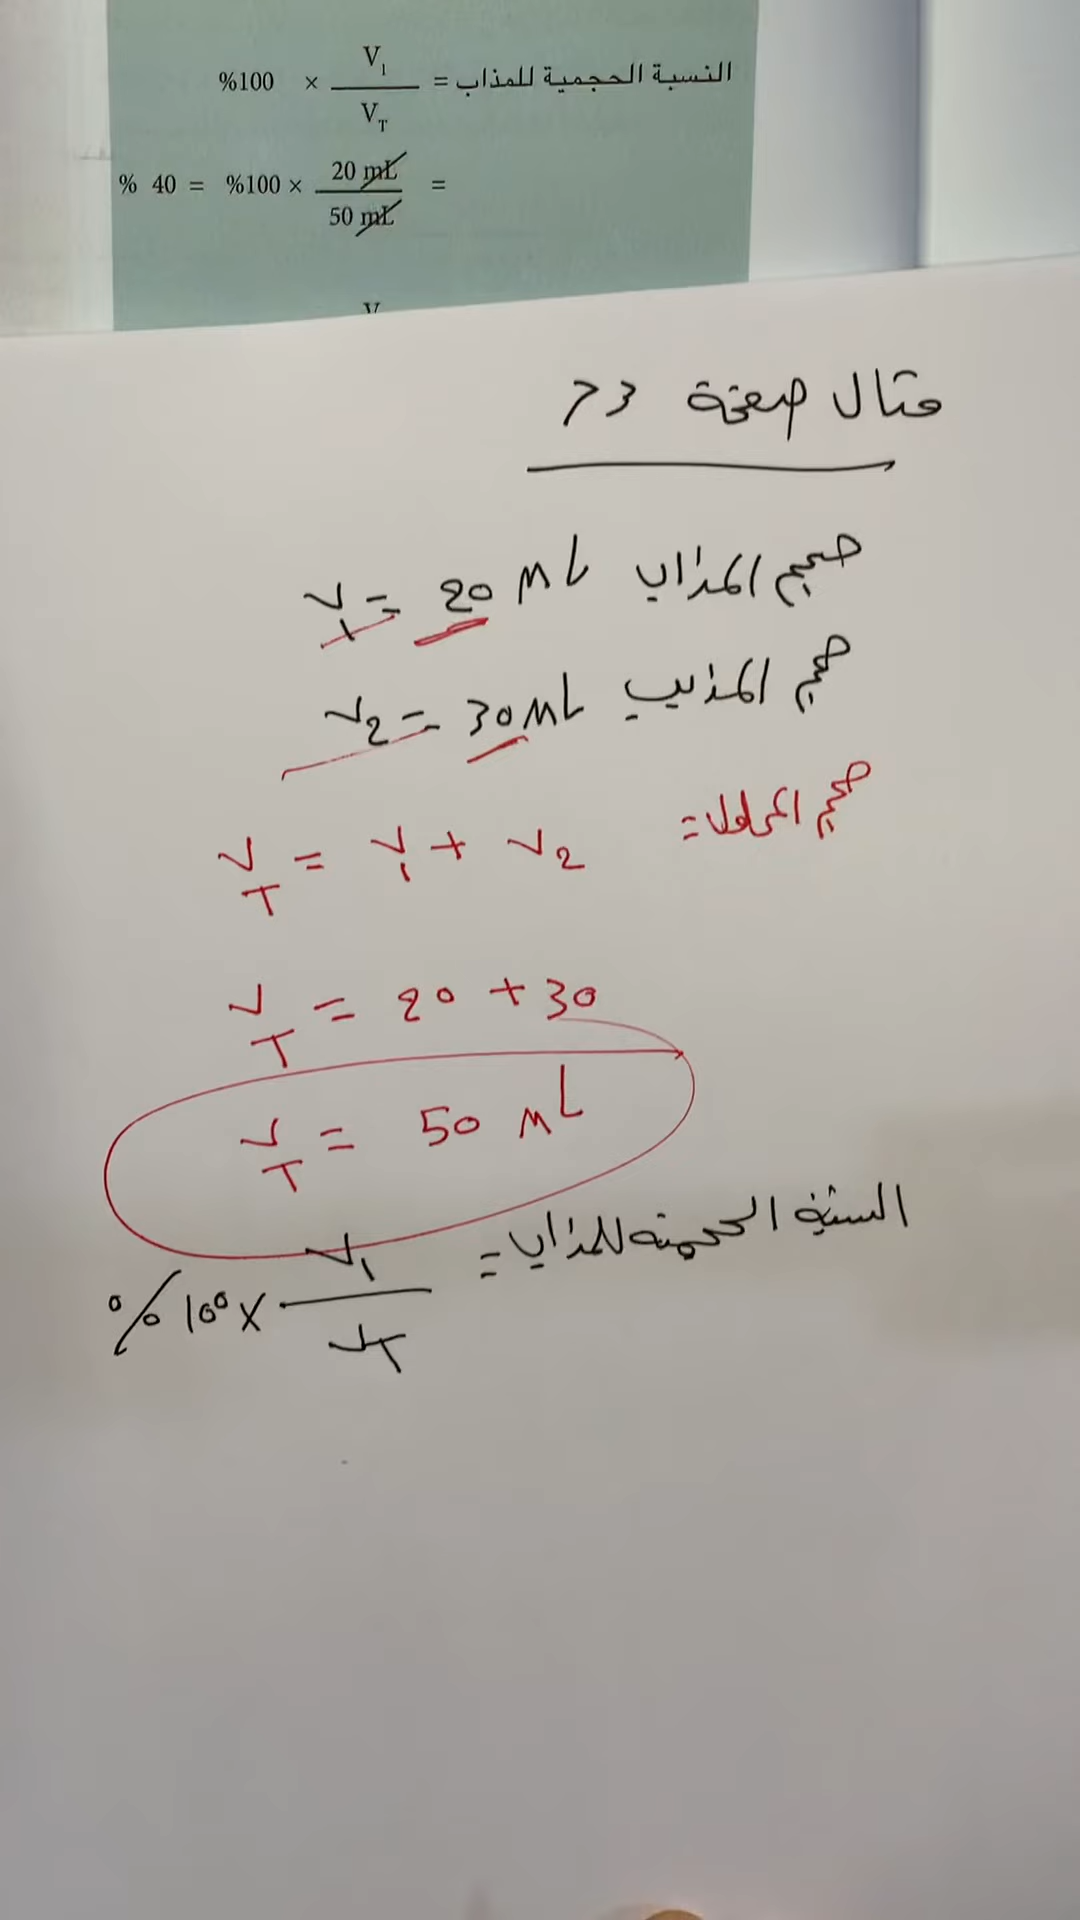 النسبة الحجمية للمذاب = V₁ / V_T × %100
= 20 mL / 50 mL × %100 = 40 %
V
مثال صفحة 73
حجم المذاب V₁ = 20 mL
حجم المذيب V₂ = 30 mL
حجم المحلول = V_T = V₁ + V₂
V_T = 20 + 30
V_T = 50 mL
النسبة الحجمية للمذاب = V₁ / V_T × 100 %